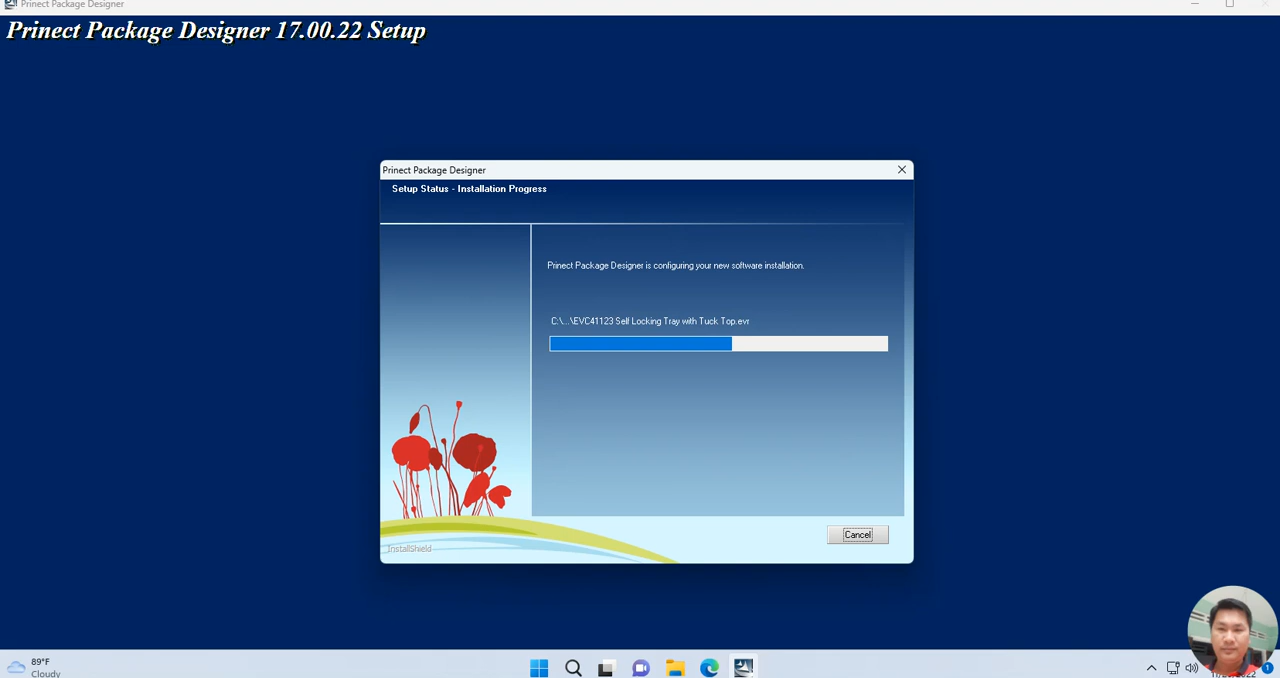 Prinect Package Designer
Prinect Package Designer 17.00.22 Setup
Prinect Package Designer
Setup Status - Installation Progress
Prinect Package Designer is configuring your new software installation.
C:\...\EVC41123 Self Locking Tray with Tuck Top.evr
Cancel
InstallShield
89°F
Cloudy
1